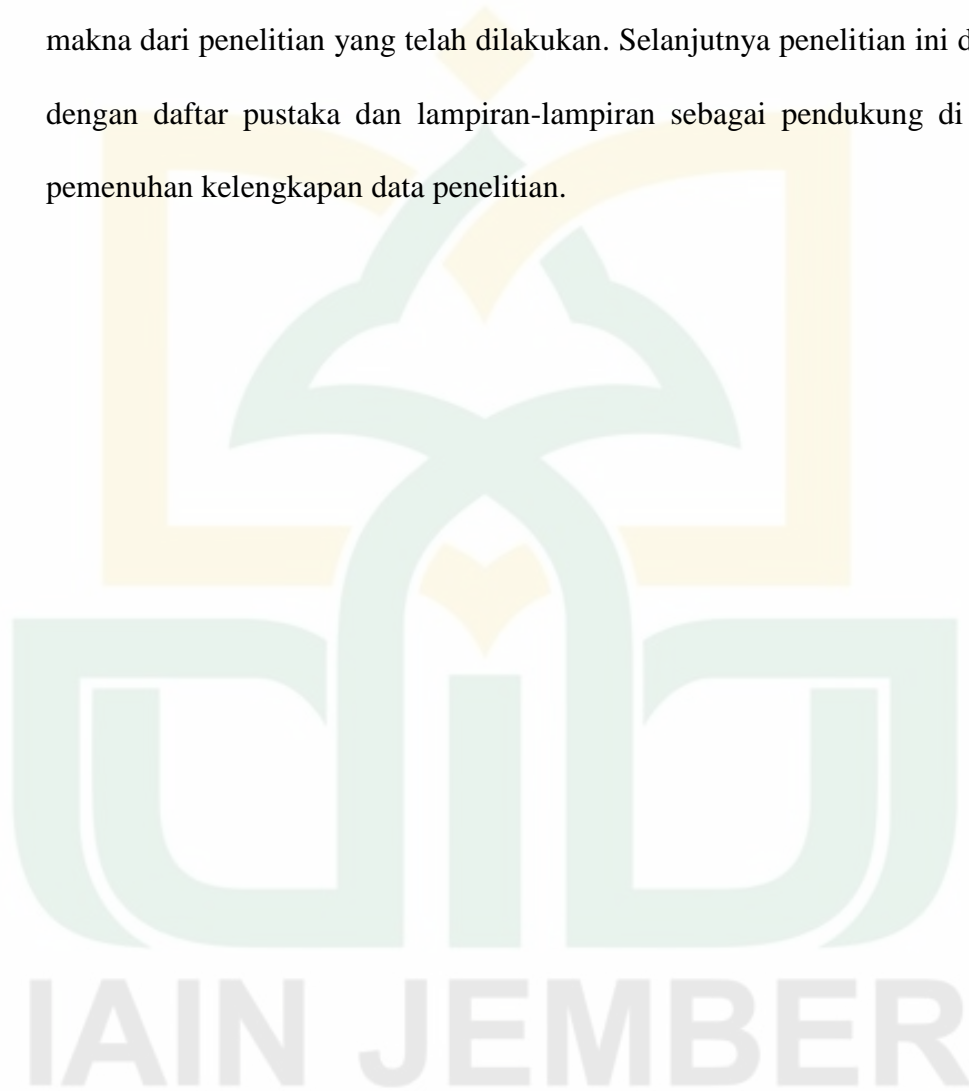 makna dari penelitian yang telah dilakukan. Selanjutnya penelitian ini
dengan daftar pustaka dan lampiran-lampiran sebagai pendukung di
pemenuhan kelengkapan data penelitian.
IAIN JEMBER